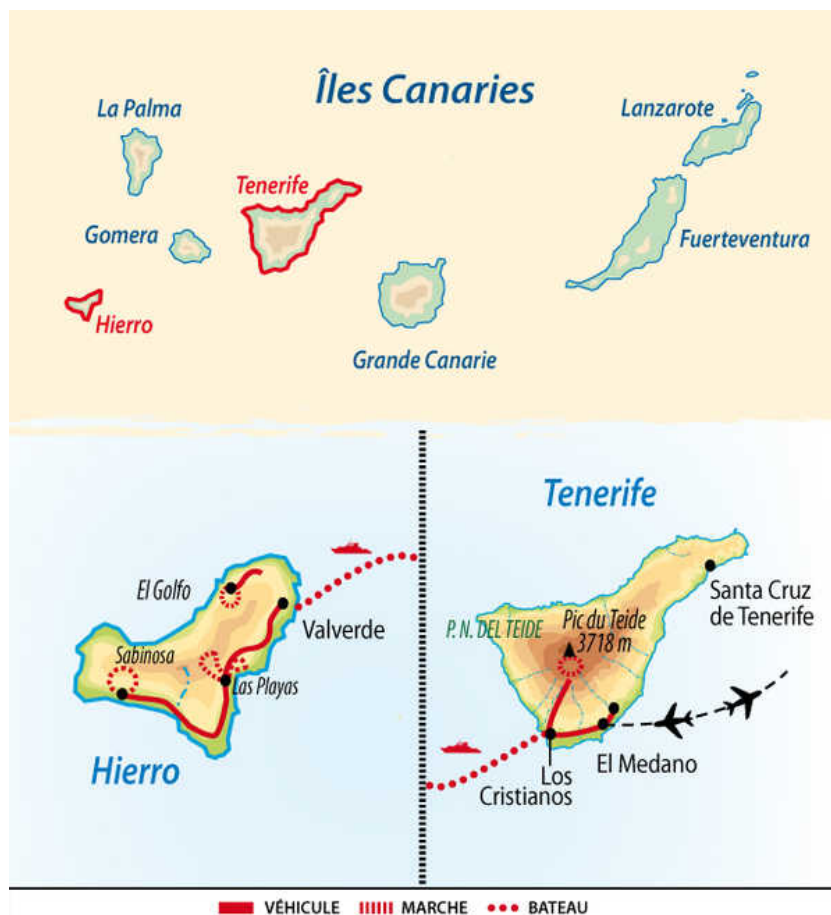 Îles Canaries
La Palma
Lanzarote
Tenerife
Gomera
Fuerteventura
Hierro
Grande Canarie
Tenerife
El Golfo
Valverde
Sabinosa
Las Playas
Hierro
Santa Cruz
de Tenerife
P. N. DEL TEIDE
Pic du Teide
3718 m
El Medano
Los
Cristianos
VÉHICULE
MARCHE
BATEAU